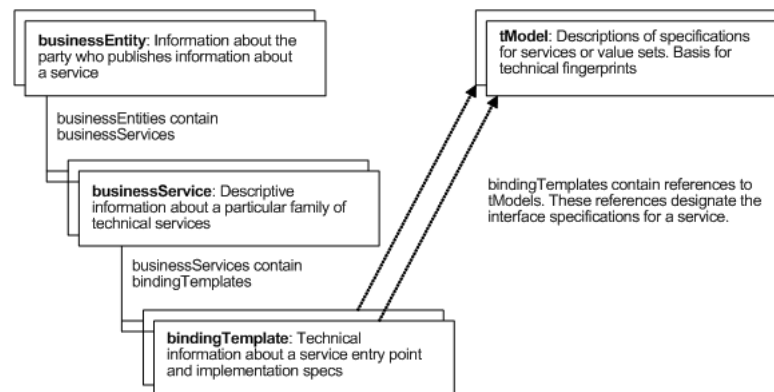 businessEntity: Information about the
party who publishes information about
a service
tModel: Descriptions of specifications
for services or value sets. Basis for
technical fingerprints
businessEntities contain
businessServices
businessService: Descriptive
information about a particular family of
technical services
bindingTemplates contain references to
tModels. These references designate the
interface specifications for a service.
businessServices contain
bindingTemplates
bindingTemplate: Technical
information about a service entry point
and implementation specs